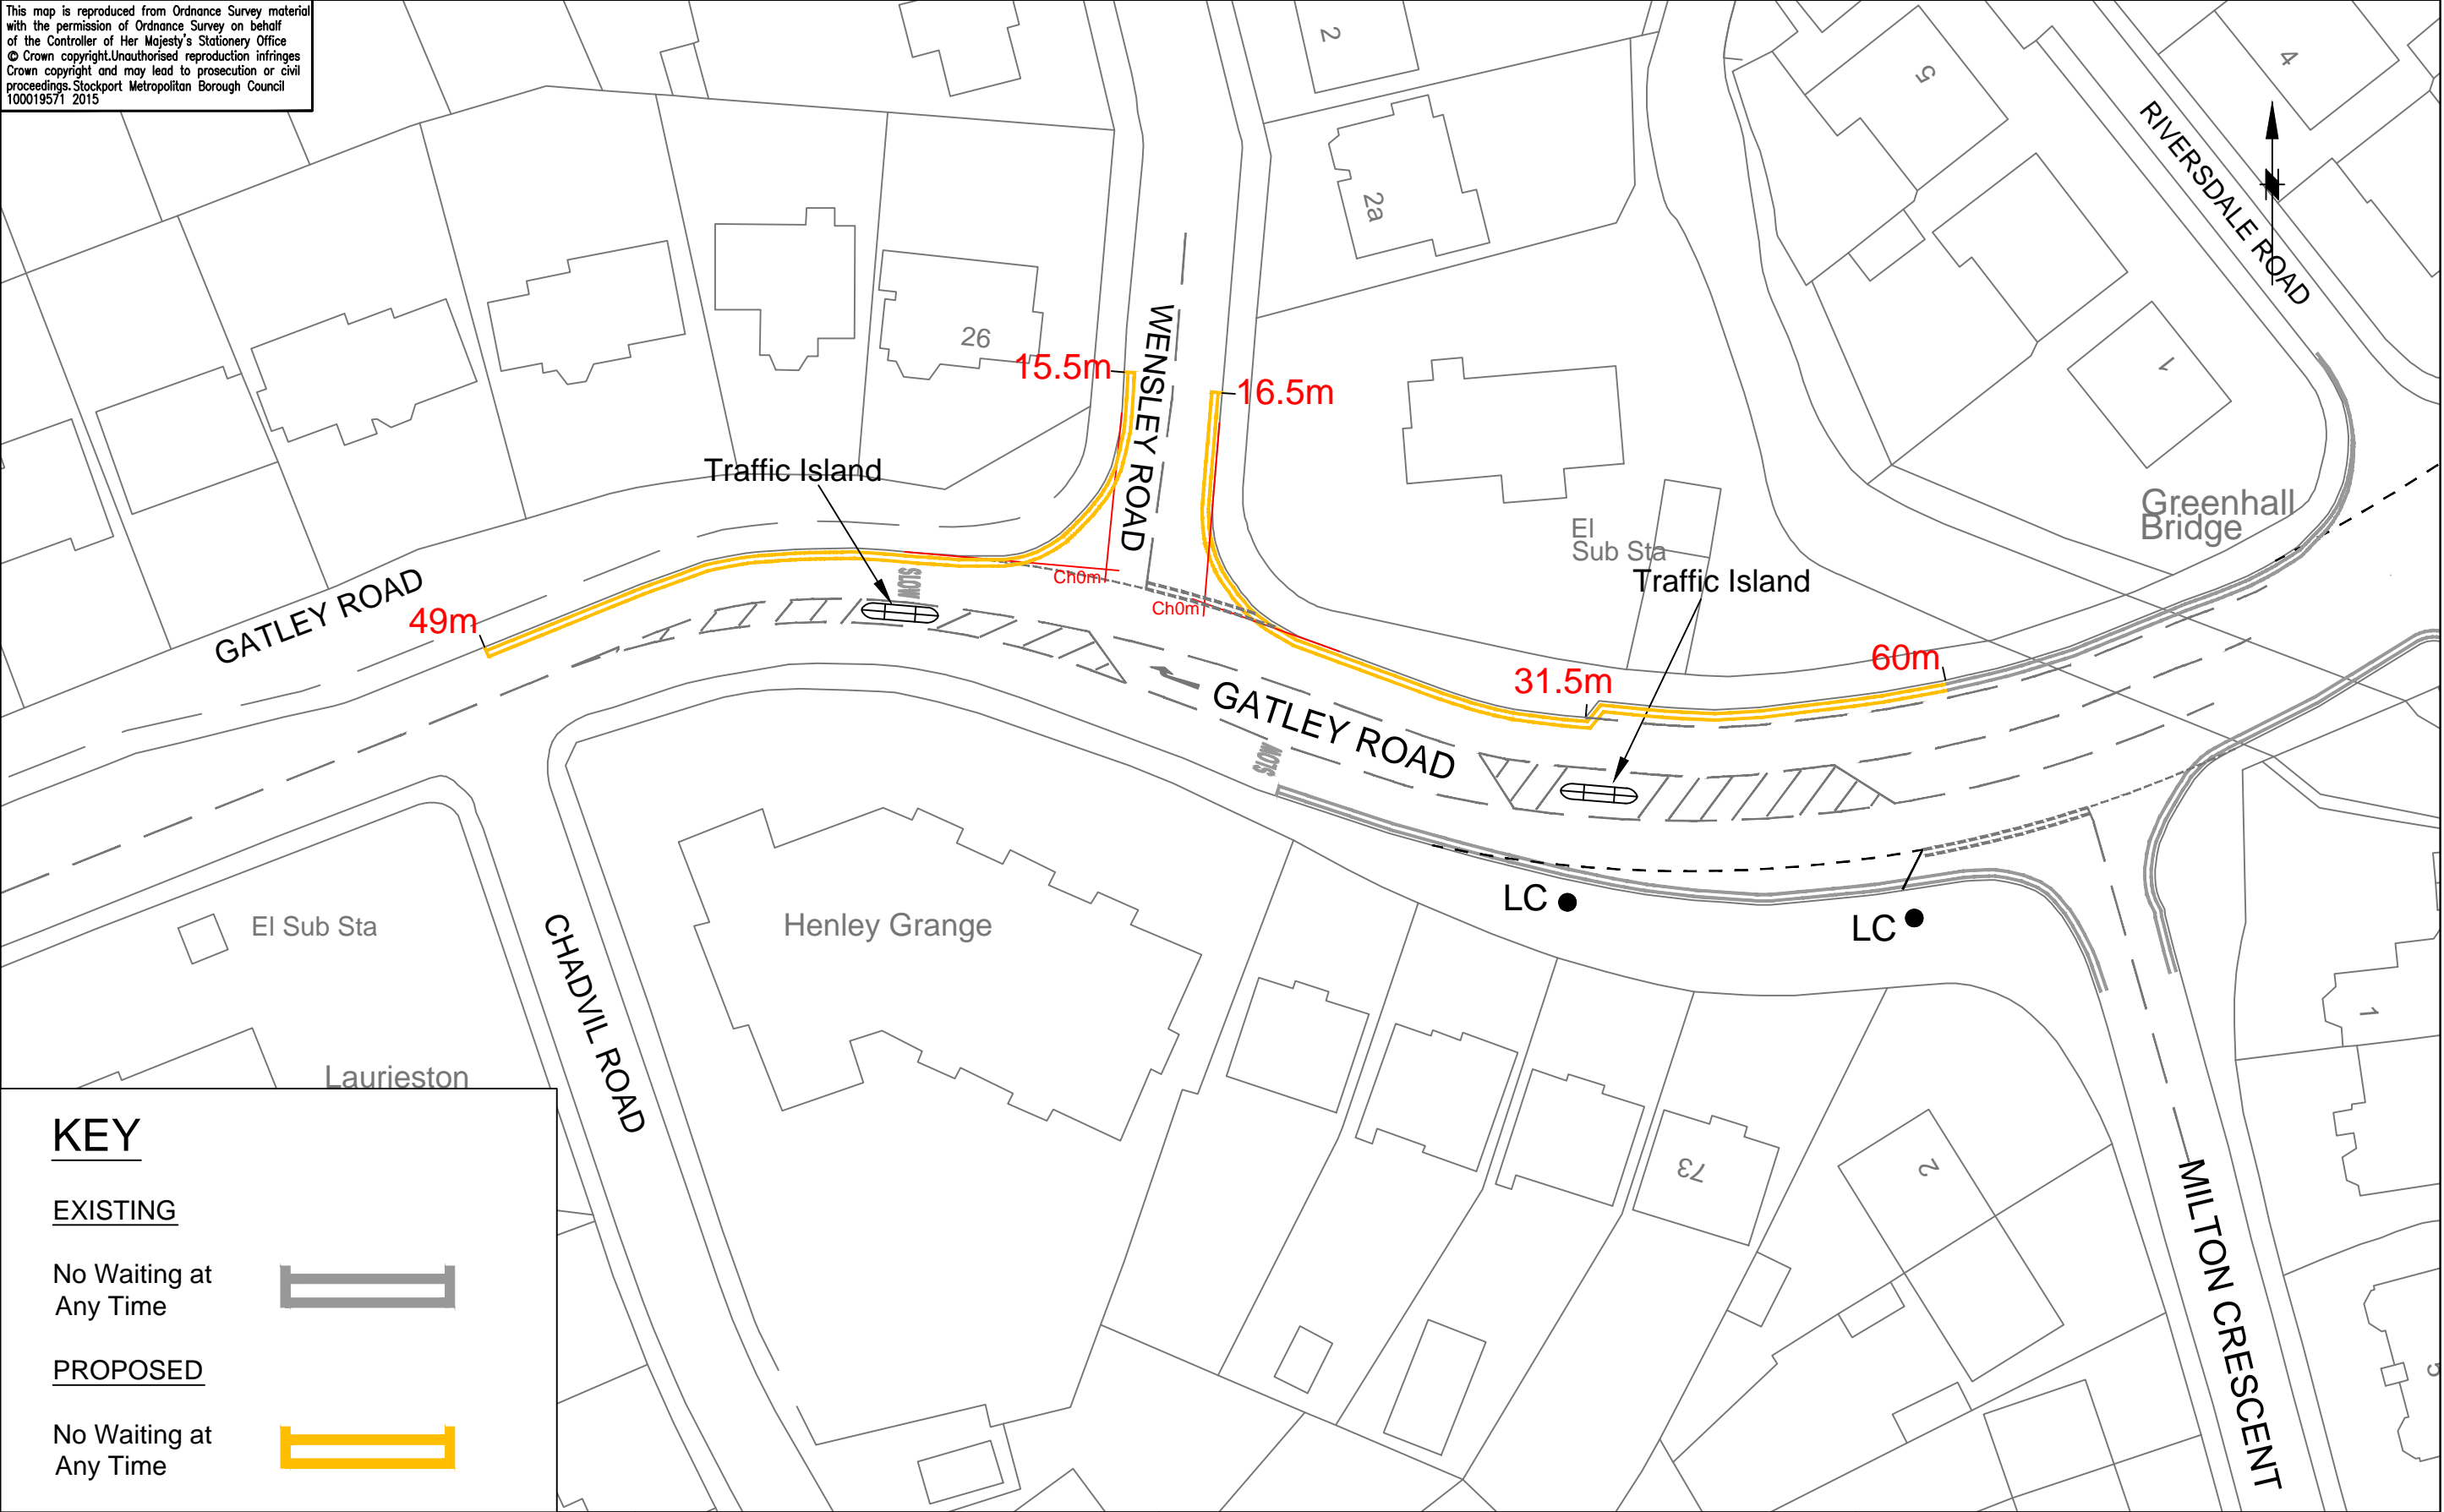 This map is reproduced from Ordnance Survey material
with the permission of Ordnance Survey on behalf
of the Controller of Her Majesty's Stationery Office
© Crown copyright.Unauthorised reproduction infringes
Crown copyright and may lead to prosecution or civil
proceedings. Stockport Metropolitan Borough Council
100019571 2015
2
5
4
RIVERSDALE ROAD
2a
26
15.5m
WENSLEY ROAD
16.5m
1
Traffic Island
Greenhall
Bridge
El
Sub Sta
Traffic Island
GATLEY ROAD
SLOW
Ch0m
Ch0m
49m
60m
31.5m
GATLEY ROAD
SLOW
LC
LC
El Sub Sta
Henley Grange
CHADVIL ROAD
1
Laurieston
73
2
MILTON CRESCENT
KEY
EXISTING
No Waiting at
Any Time
PROPOSED
No Waiting at
Any Time